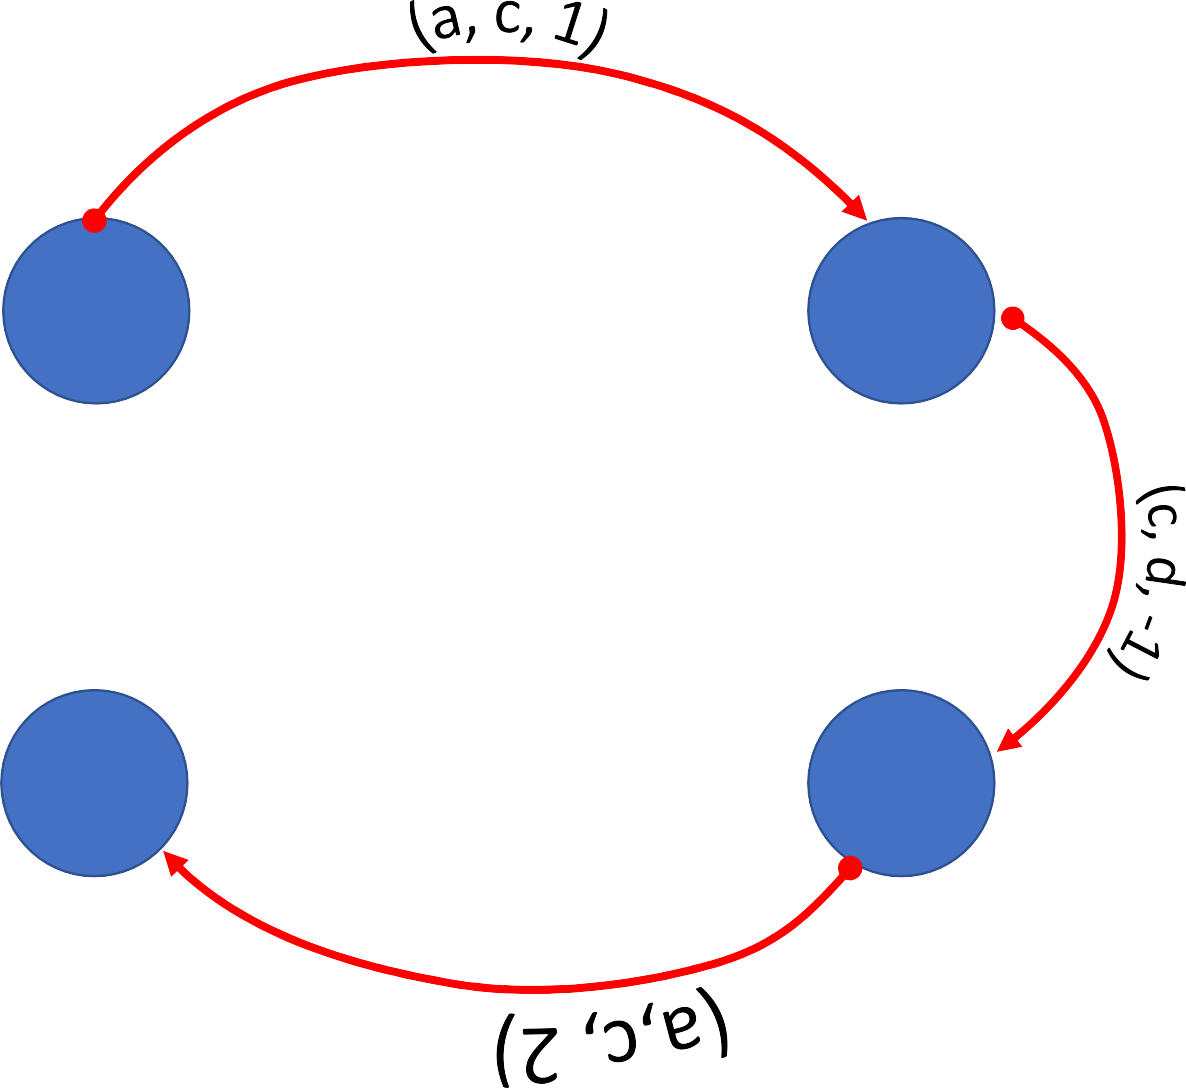 (a, c, 1)
(c, d, -1)
(a,c, 2)